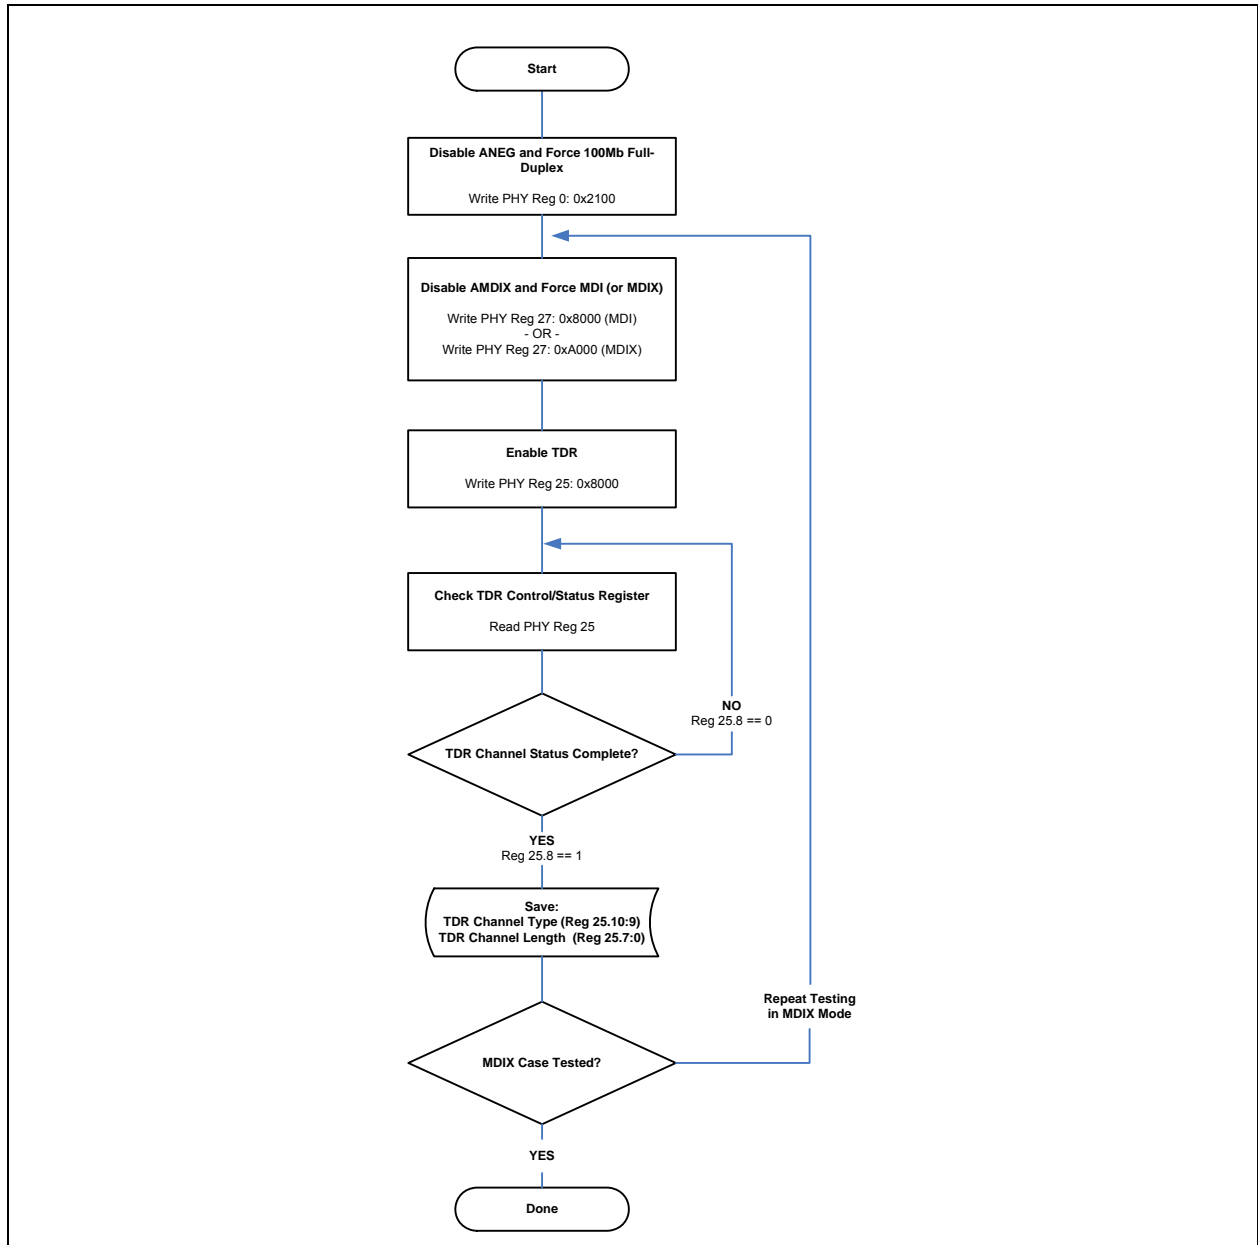 Start
Disable ANEG and Force 100Mb Full-
Duplex
Write PHY Reg 0: 0x2100
Disable AMDIX and Force MDI (or MDIX)
Write PHY Reg 27: 0x8000 (MDI)
- OR -
Write PHY Reg 27: 0xA000 (MDIX)
Enable TDR
Write PHY Reg 25: 0x8000
Check TDR Control/Status Register
Read PHY Reg 25
NO
Reg 25.8 == 0
TDR Channel Status Complete?
YES
Reg 25.8 == 1
Save:
TDR Channel Type (Reg 25.10:9)
TDR Channel Length (Reg 25.7:0)
Repeat Testing
in MDIX Mode
MDIX Case Tested?
YES
Done